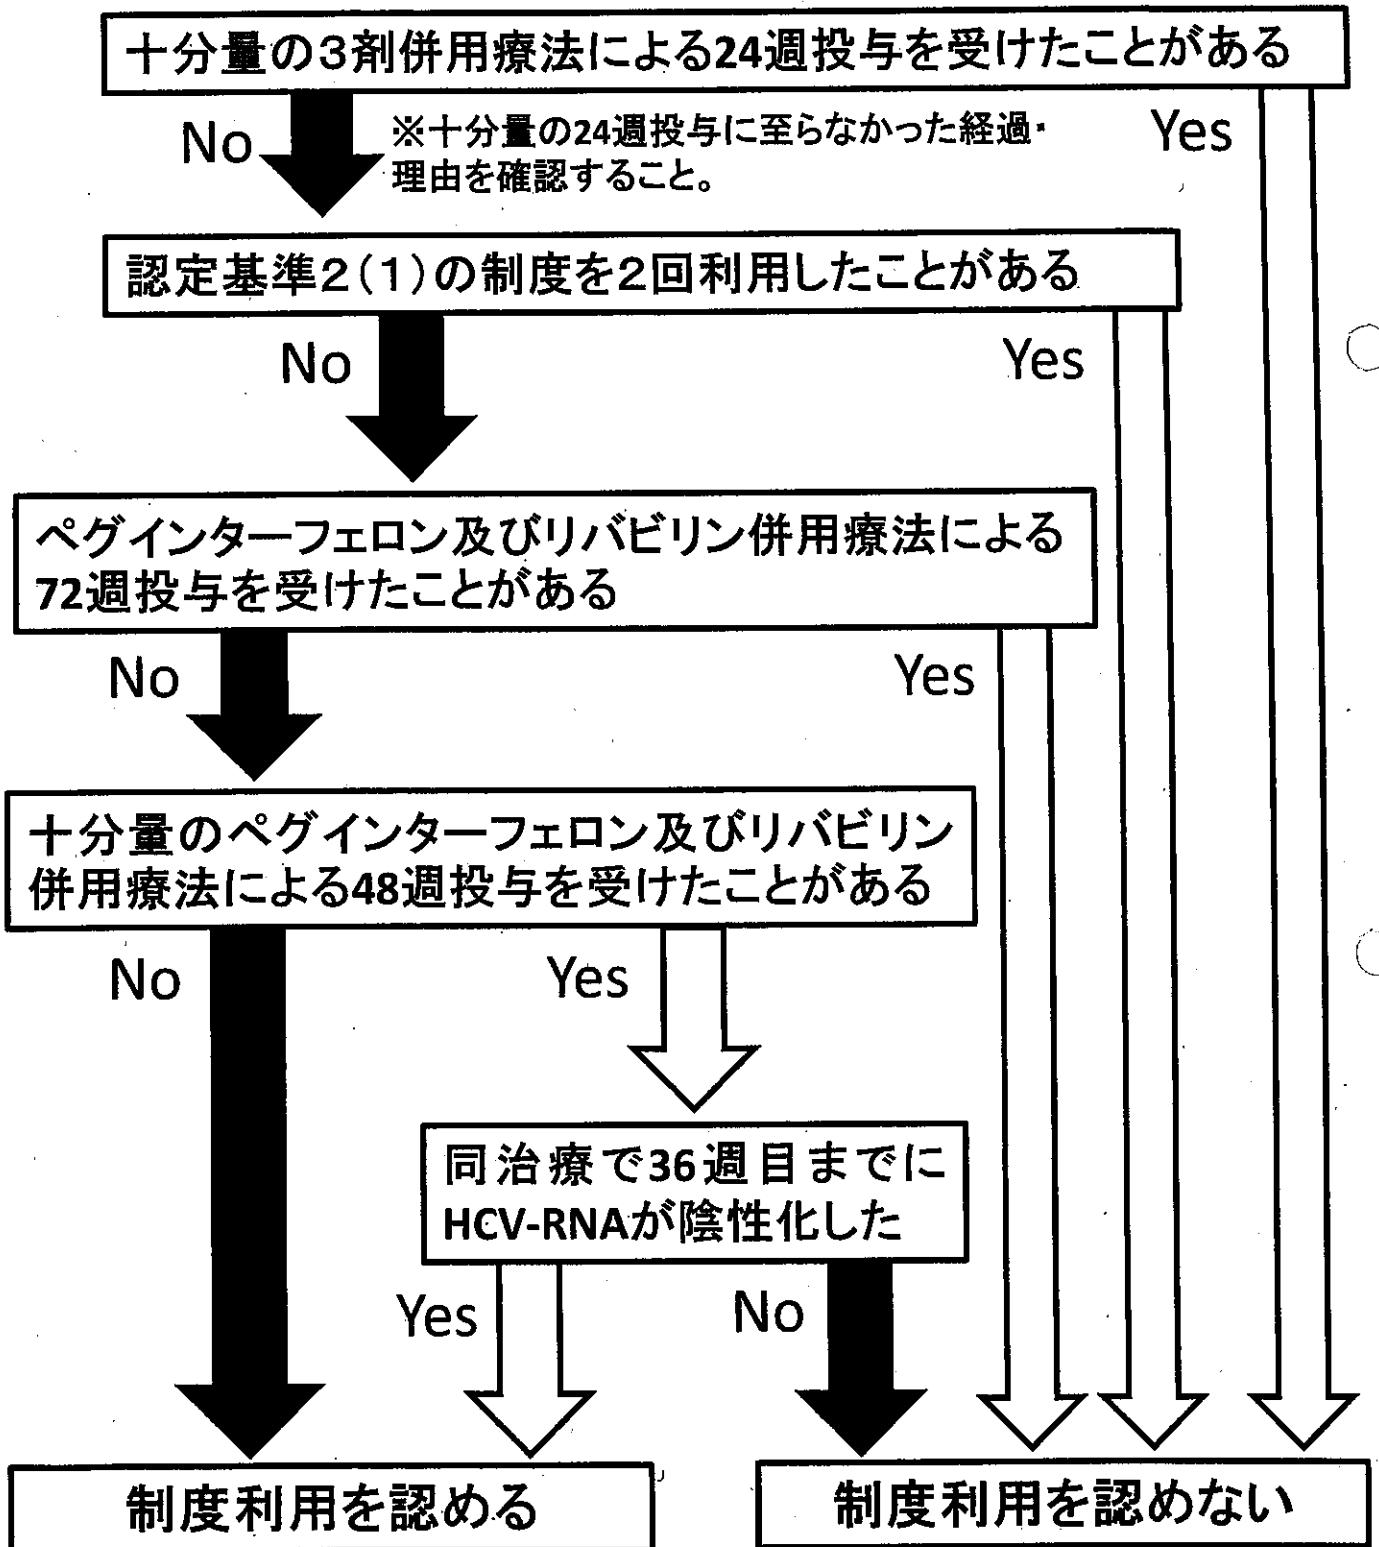 十分量の3剤併用療法による24週投与を受けたことがある
No
※十分量の24週投与に至らなかった経過・
理由を確認すること。
Yes
認定基準2(1)の制度を2回利用したことがある
No
Yes
ペグインターフェロン及びリバビリン併用療法による
72週投与を受けたことがある
No
Yes
十分量のペグインターフェロン及びリバビリン
併用療法による48週投与を受けたことがある
No
Yes
同治療で36週目までに
HCV-RNAが陰性化した
Yes
No
制度利用を認める
制度利用を認めない